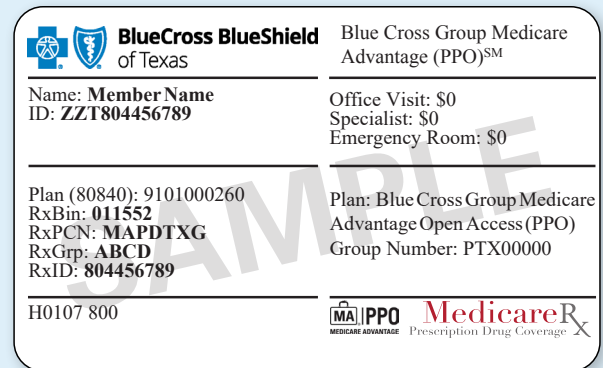 BlueCross BlueShield
of Texas
Blue Cross Group Medicare
Advantage (PPO)SM
Name: Member Name
ID: ZZT804456789
Office Visit: $0
Specialist: $0
Emergency Room: $0
SAMPLE
Plan (80840): 9101000260
RxBin: 011552
RxPCN: MAPDTXG
RxGrp: ABCD
RxID: 804456789
Plan: Blue Cross Group Medicare
Advantage Open Access (PPO)
Group Number: PTX00000
H0107 800
MA PPO
MEDICARE ADVANTAGE
MedicareRx
Prescription Drug Coverage